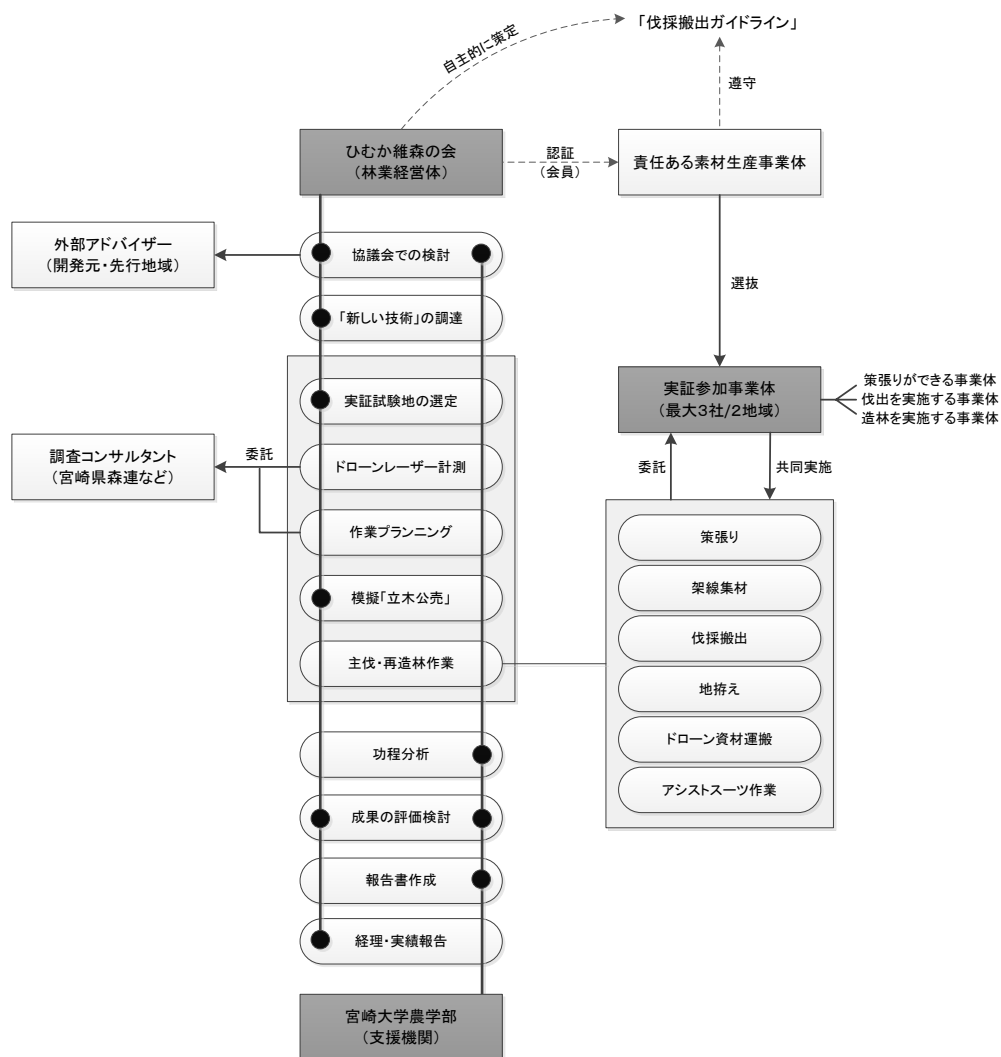 「伐採搬出ガイドライン」
自主的に策定
遵守
ひむか維森の会
（林業経営体）
認証
（会員）
責任ある素材生産事業体
外部アドバイザー
（開発元・先行地域）
協議会での検討
選抜
「新しい技術」の調達
実証試験地の選定
実証参加事業体
（最大3社/2地域）
策張りができる事業体
伐出を実施する事業体
造林を実施する事業体
調査コンサルタント
（宮崎県森連など）
委託
ドローンレーザー計測
委託
共同実施
作業プランニング
策張り
架線集材
模擬「立木公売」
伐採搬出
主伐・再造林作業
地拵え
ドローン資材運搬
功程分析
アシストスーツ作業
成果の評価検討
報告書作成
経理・実績報告
宮崎大学農学部
（支援機関）